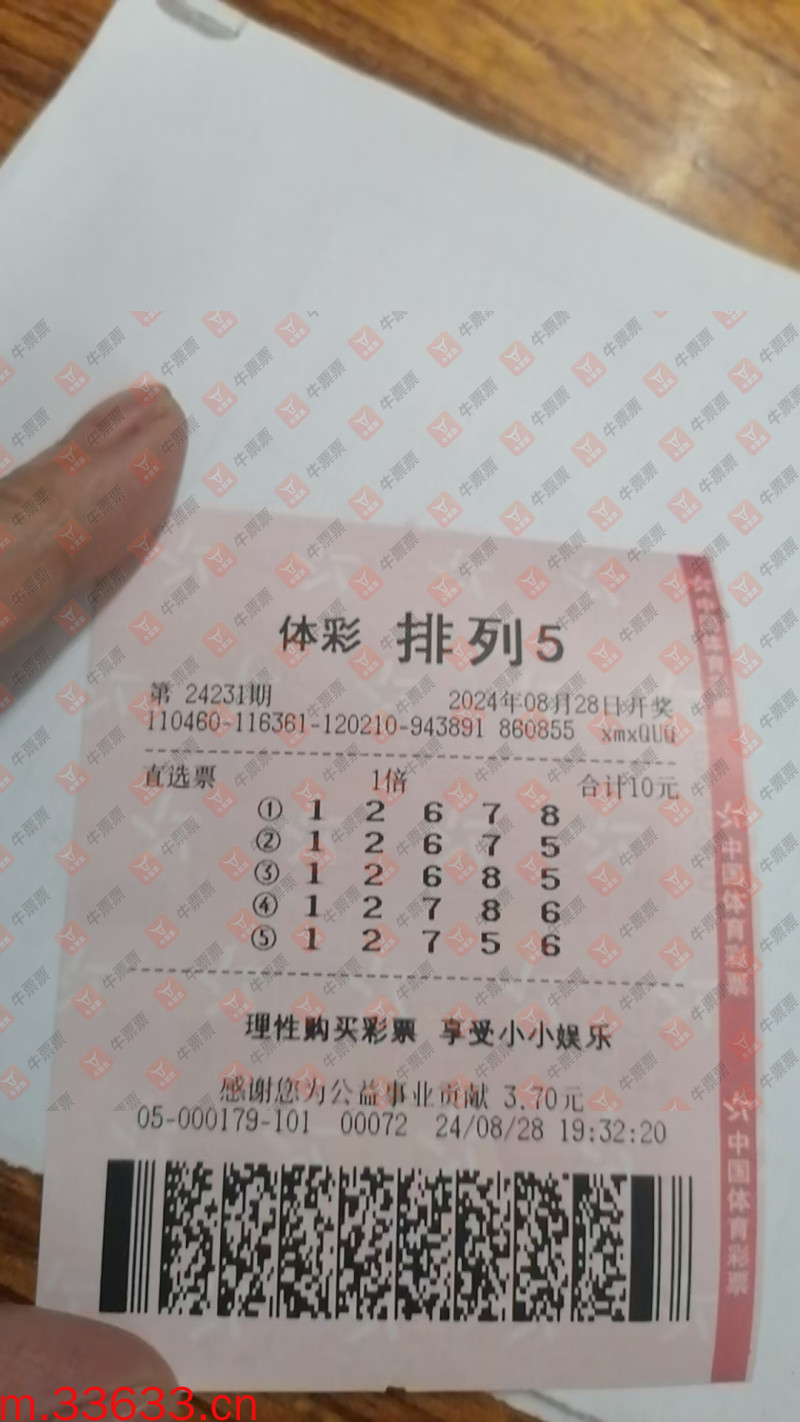 体彩 排列5
第 24231期 2024年08月28日开奖
110460-116361-120210-943891 860855 xmxQUQ
直选票 1倍 合计10元
① 1 2 6 7 8
② 1 2 6 7 5
③ 1 2 6 8 5
④ 1 2 7 8 6
⑤ 1 2 7 5 6
理性购买彩票 享受小小娱乐
感谢您为公益事业贡献 3.70元
05-000179-101 00072 24/08/28 19:32:20
中国体育彩票
中国体育彩票
中国体育彩票
牛票票
m.33633.cn